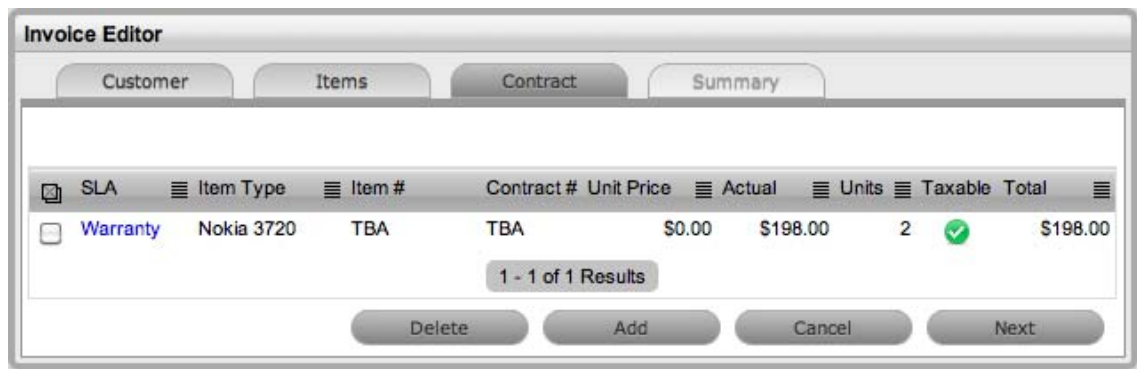 Invoice Editor
Customer Items Contract Summary
SLA Item Type Item # Contract # Unit Price Actual Units Taxable Total
Warranty Nokia 3720 TBA TBA $0.00 $198.00 2 $198.00
1 - 1 of 1 Results
Delete Add Cancel Next